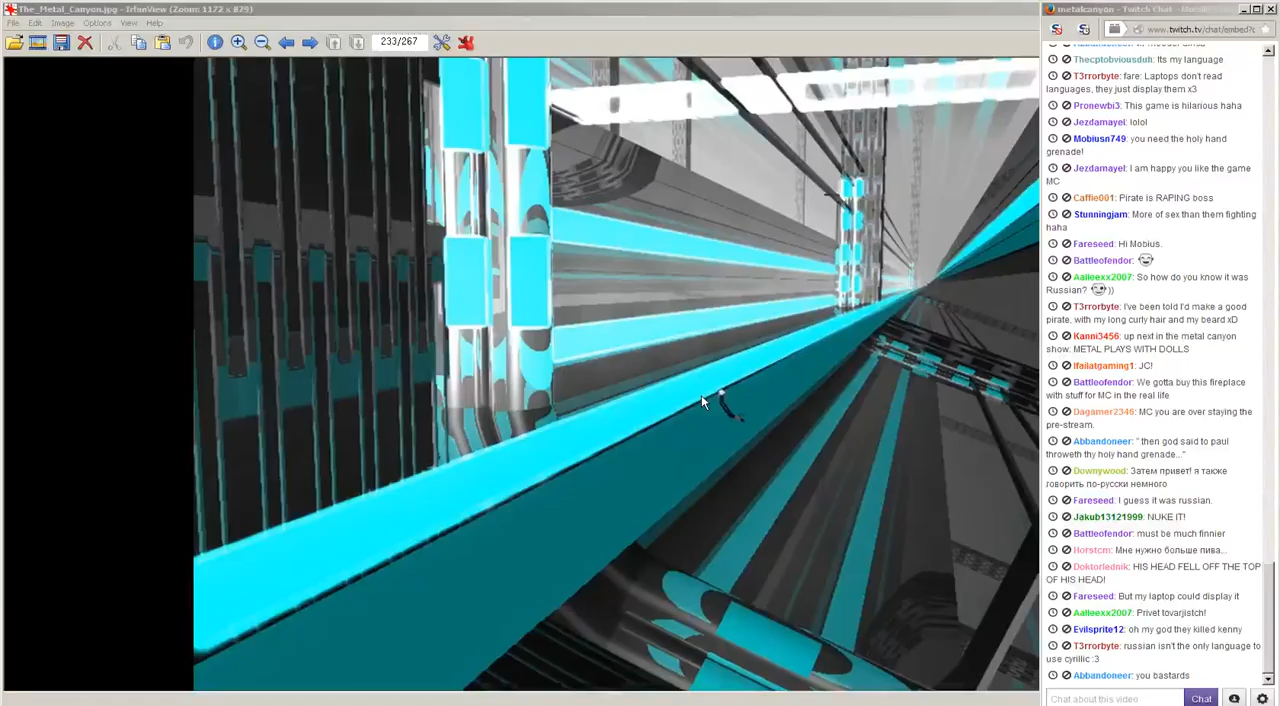 The_Metal_Canyon.jpg - IrfanView (Zoom: 1172 x 879)
File Edit Image Options View Help
233/267
metalcanyon - Twitch Chat -
www.twitch.tv/chat/embed?c
Thecptobviousduh: Its my language
T3rrorbyte: fare: Laptops don't read
languages, they just display them x3
Pronewbi3: This game is hilarious haha
Jezdamayel: lolol
Mobiusn749: you need the holy hand
grenade!
Jezdamayel: I am happy you like the game
MC
Caffie001: Pirate is RAPING boss
Stunningjam: More of sex than them fighting
haha
Fareseed: Hi Mobius.
Battleofendor:
Aalleexx2007: So how do you know it was
Russian? ))
T3rrorbyte: I've been told I'd make a good
pirate, with my long curly hair and my beard xD
Kanni3456: up next in the metal canyon
show: METAL PLAYS WITH DOLLS
Ifailatgaming1: JC!
Battleofendor: We gotta buy this fireplace
with stuff for MC in the real life
Dagamer2346: MC you are over staying the
pre-stream.
Abbandoneer: " then god said to paul
throweth thy holy hand grenade..."
Downywood: Затем привет! я также
говорить по-русски немного
Fareseed: I guess it was russian.
Jakub13121999: NUKE IT!
Battleofendor: must be much finnier
Horstcm: Мне нужно больше пива...
Doktorlednik: HIS HEAD FELL OFF THE TOP
OF HIS HEAD!
Fareseed: But my laptop could display it
Aalleexx2007: Privet tovarjistch!
Evilsprite12: oh my god they killed kenny
T3rrorbyte: russian isn't the only language to
use cyrillic :3
Abbandoneer: you bastards
Chat about this video
Chat